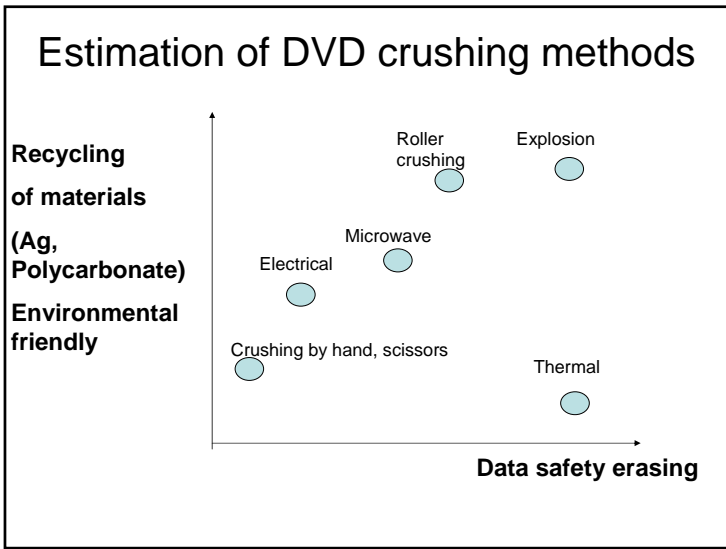 Estimation of DVD crushing methods
Recycling
of materials
(Ag,
Polycarbonate)
Environmental
friendly
Roller
crushing
Explosion
Microwave
Electrical
Crushing by hand, scissors
Thermal
Data safety erasing